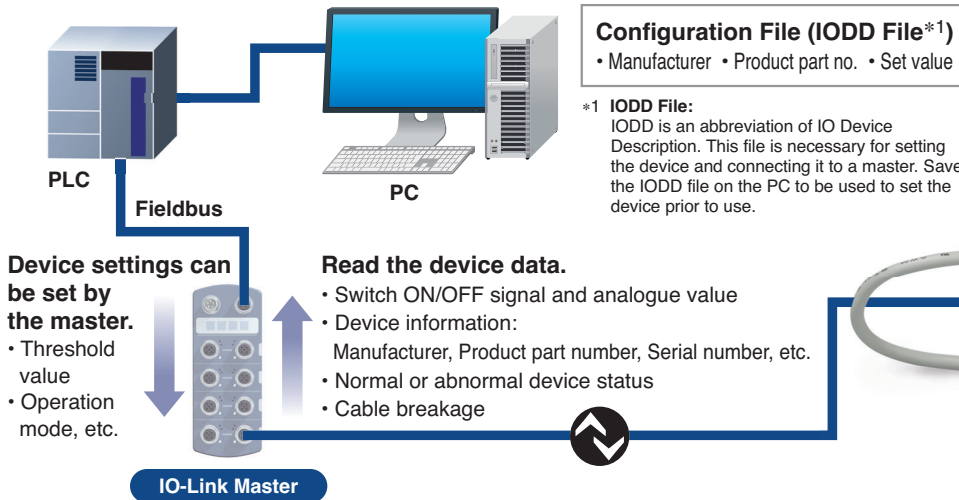 Configuration File (IODD File*1)
• Manufacturer • Product part no. • Set value
*1 IODD File:
IODD is an abbreviation of IO Device
Description. This file is necessary for setting
the device and connecting it to a master. Save
the IODD file on the PC to be used to set the
device prior to use.
PLC
PC
Fieldbus
Device settings can
be set by
the master.
• Threshold
value
• Operation
mode, etc.
Read the device data.
• Switch ON/OFF signal and analogue value
• Device information:
Manufacturer, Product part number, Serial number, etc.
• Normal or abnormal device status
• Cable breakage
IO-Link Master